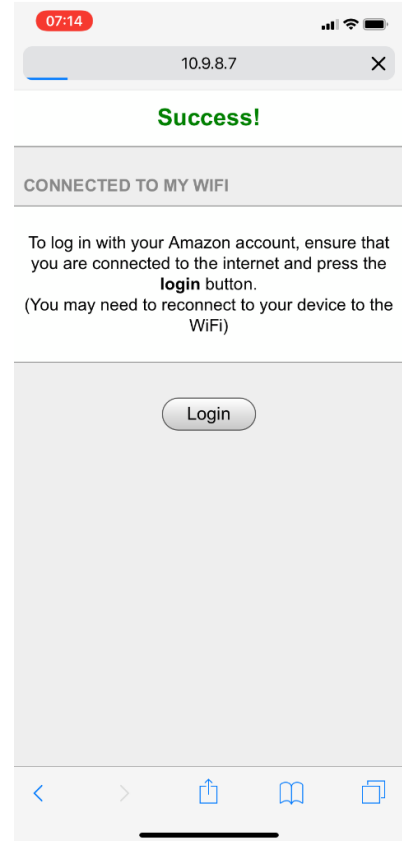 07:14
10.9.8.7
Success!
CONNECTED TO MY WIFI
To log in with your Amazon account, ensure that
you are connected to the internet and press the
login button.
(You may need to reconnect to your device to the
WiFi)
Login